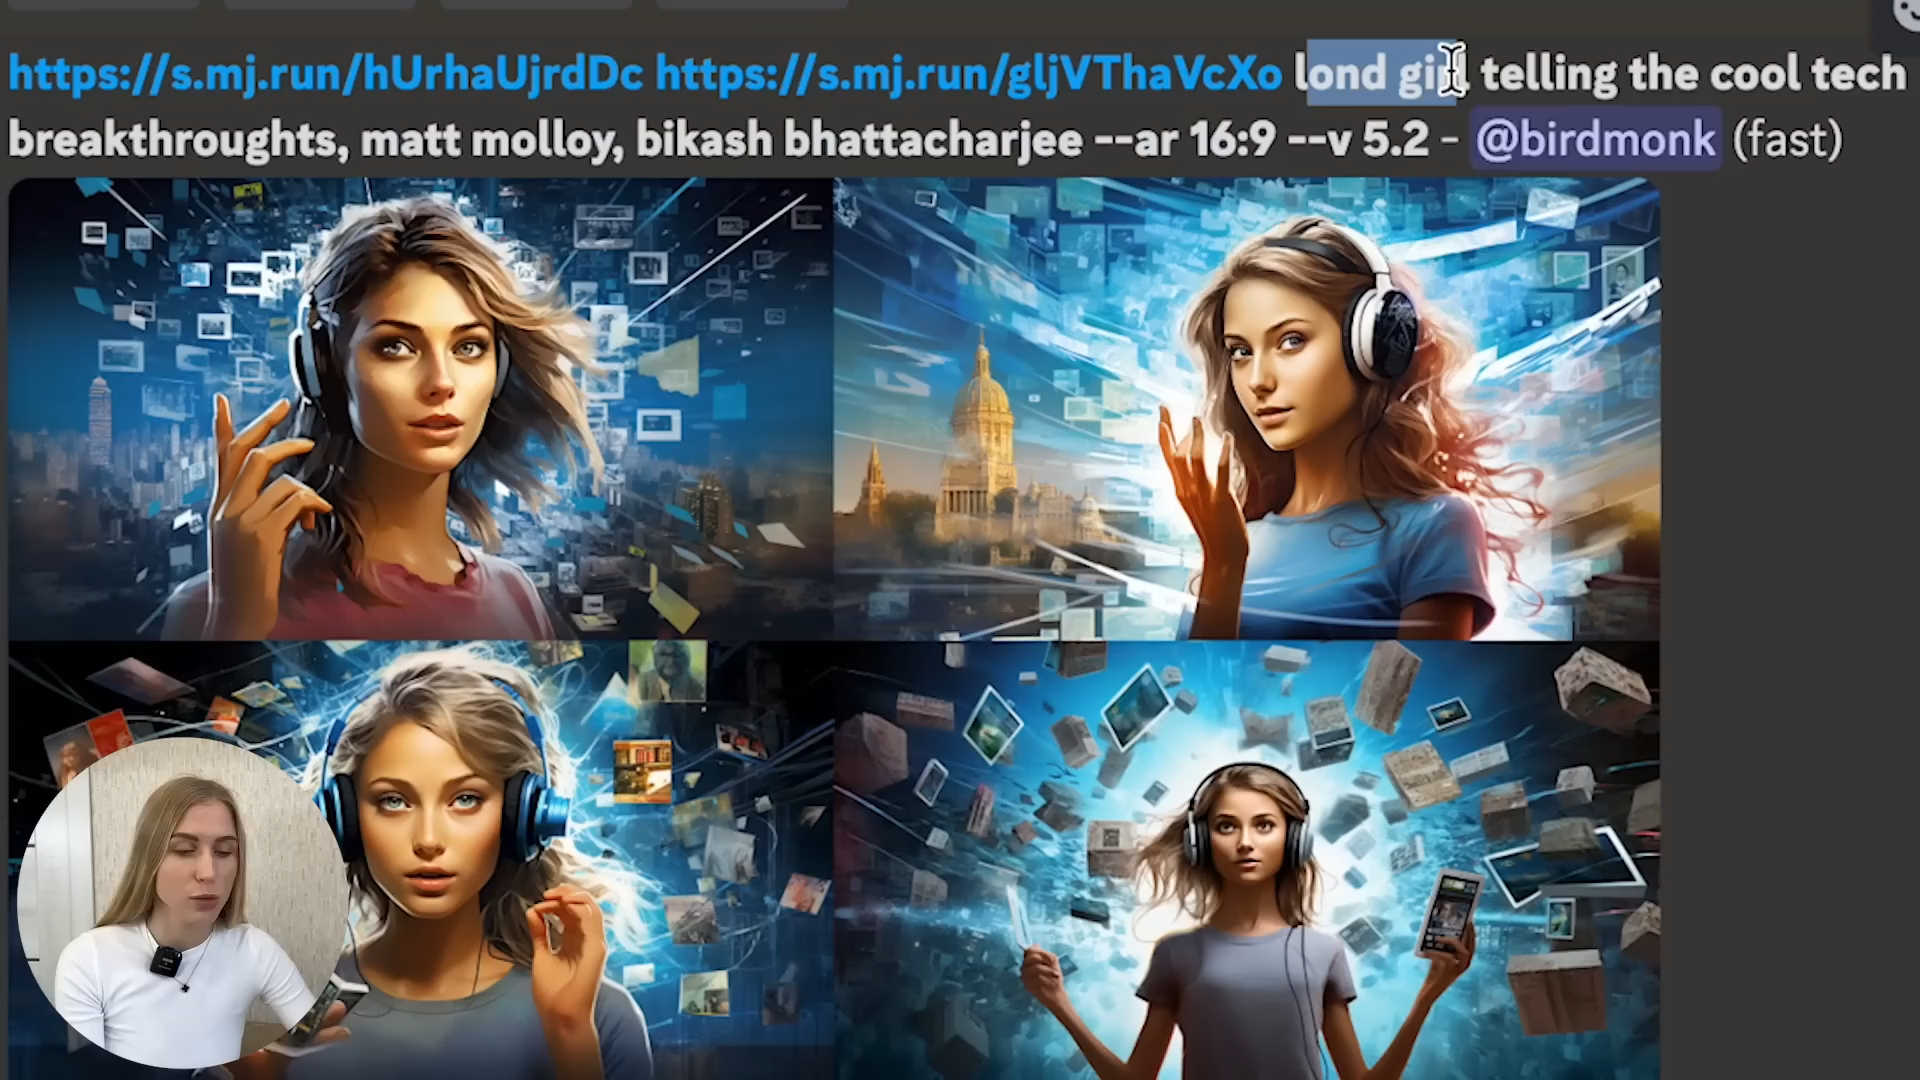 https://s.mj.run/hUrhaUjrdDc https://s.mj.run/gljVThaVcXo lond girl telling the cool tech
breakthroughts, matt molloy, bikash bhattacharjee --ar 16:9 --v 5.2 - @birdmonk (fast)